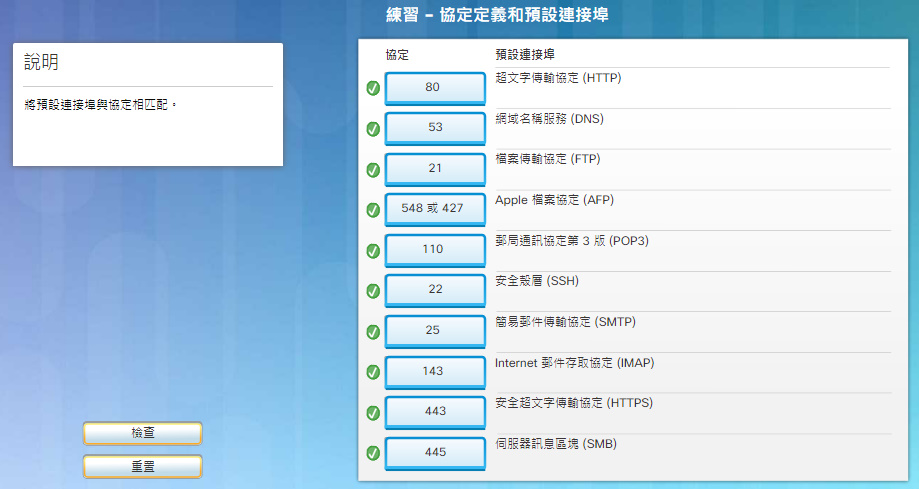 練習 – 協定定義和預設連接埠
說明
將預設連接埠與協定相匹配。
檢查
重置
協定 預設連接埠
80 超文字傳輸協定 (HTTP)
53 網域名稱服務 (DNS)
21 檔案傳輸協定 (FTP)
548 或 427 Apple 檔案協定 (AFP)
110 郵局通訊協定第 3 版 (POP3)
22 安全殼層 (SSH)
25 簡易郵件傳輸協定 (SMTP)
143 Internet 郵件存取協定 (IMAP)
443 安全超文字傳輸協定 (HTTPS)
445 伺服器訊息區塊 (SMB)